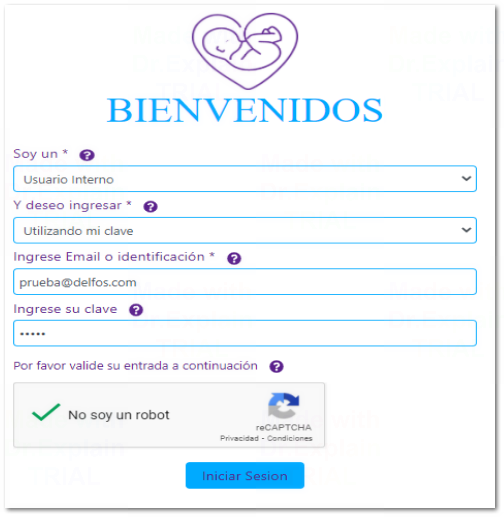 BIENVENIDOS
Soy un * ?
Usuario Interno
Y deseo ingresar * ?
Utilizando mi clave
Ingrese Email o identificación * ?
prueba@delfos.com
Ingrese su clave ?
•••••
Por favor valide su entrada a continuación ?
No soy un robot
reCAPTCHA
Privacidad - Condiciones
Iniciar Sesion